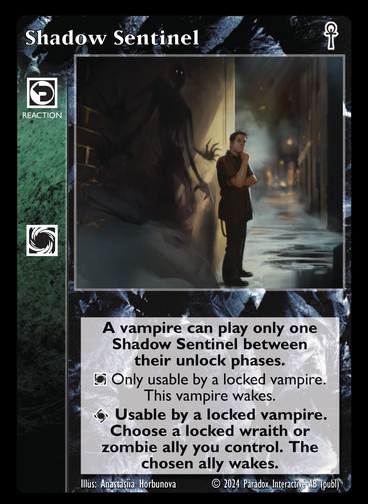 Shadow Sentinel
REACTION
A vampire can play only one
Shadow Sentinel between
their unlock phases.
Only usable by a locked vampire.
This vampire wakes.
Usable by a locked vampire.
Choose a locked wraith or
zombie ally you control. The
chosen ally wakes.
Illus: Anastasiia Horbunova
© 2024 Paradox Interactive AB (publ)